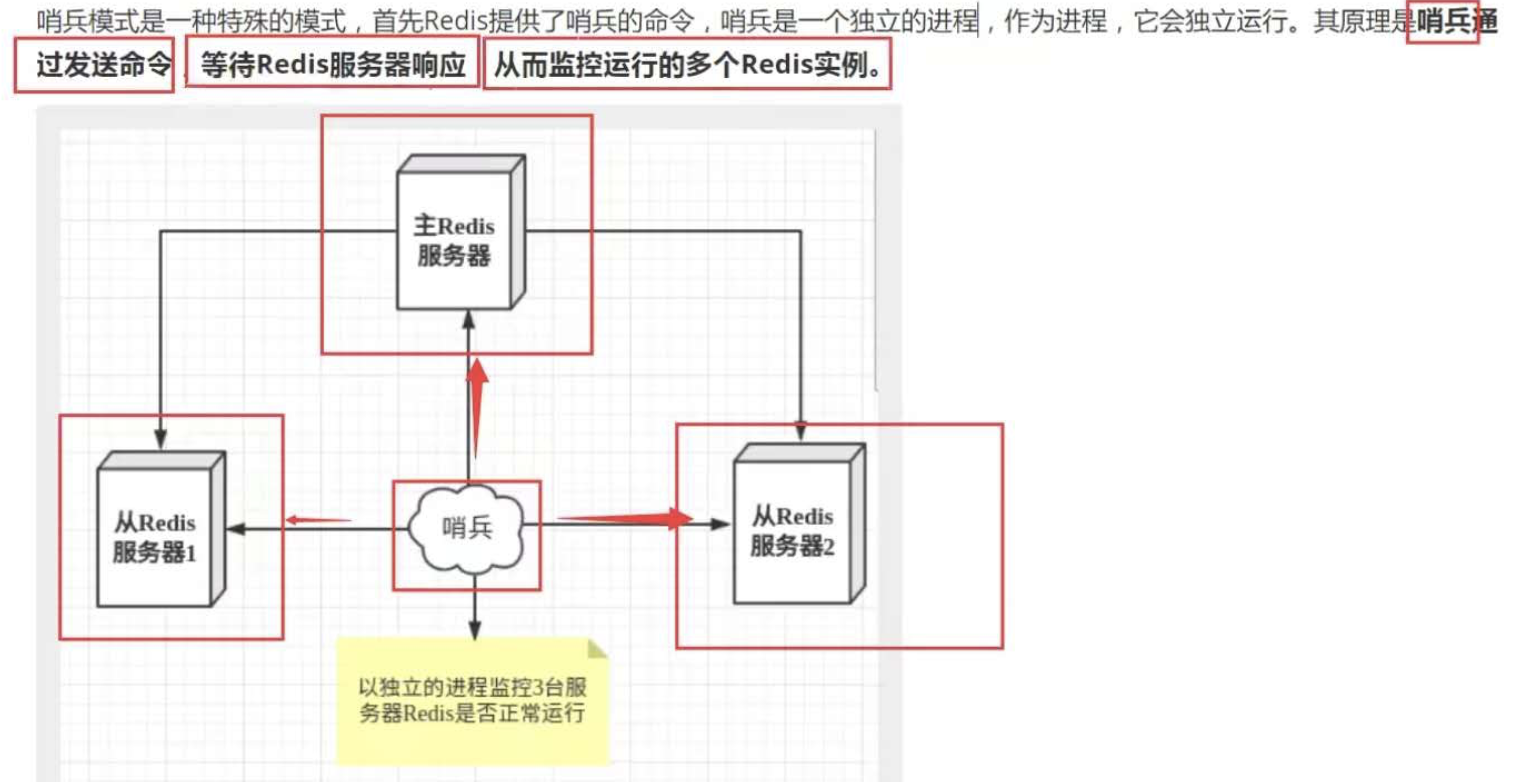 哨兵模式是一种特殊的模式，首先Redis提供了哨兵的命令，哨兵是一个独立的进程，作为进程，它会独立运行。其原理是哨兵通
过发送命令，等待Redis服务器响应，从而监控运行的多个Redis实例。
主Redis
服务器
从Redis
服务器1
哨兵
从Redis
服务器2
以独立的进程监控3台服
务器Redis是否正常运行